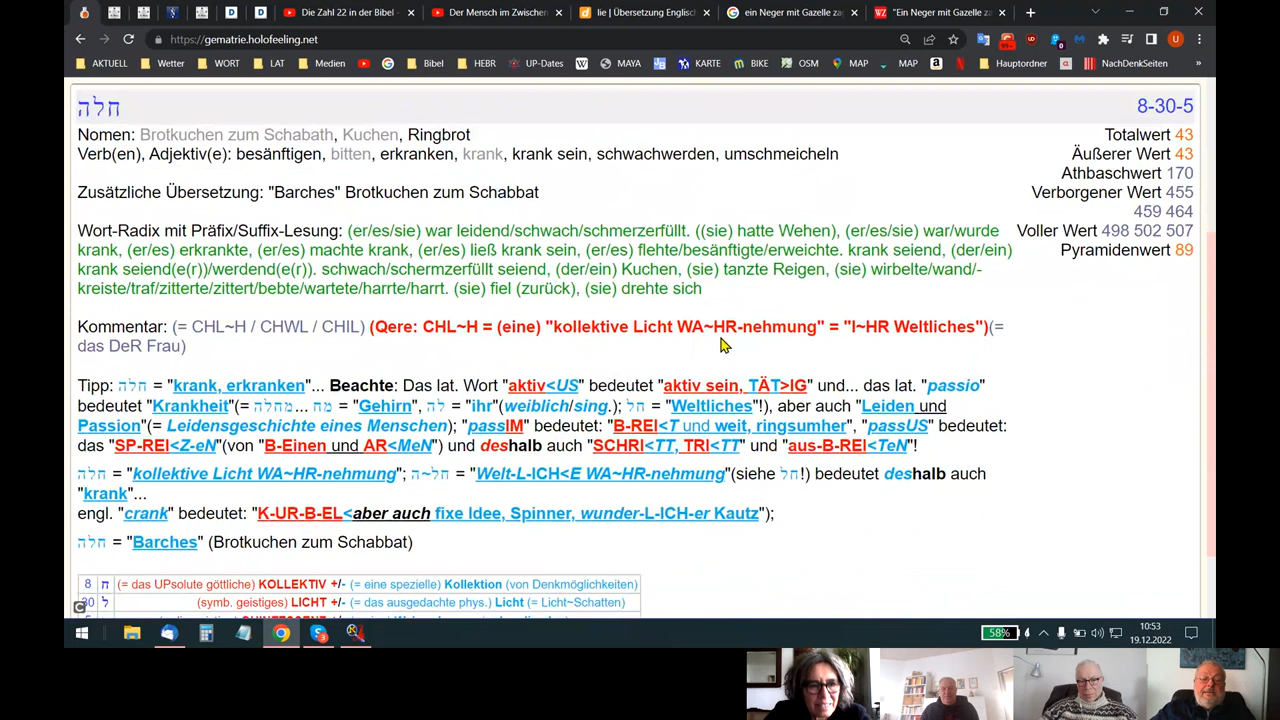 Die Zahl 22 in der Bibel -
Der Mensch im Zwischen
lie | Übersetzung Englisc
ein Neger mit Gazelle zag
"Ein Neger mit Gazelle za
https://gematrie.holofeeling.net
AKTUELL Wetter WORT LAT Medien Bibel HEBR UP-Dates MAYA KARTE BIKE OSM MAP MAP Hauptordner NachDenkSeiten »
חלה 8-30-5
Nomen: Brotkuchen zum Schabath, Kuchen, Ringbrot
Totalwert 43
Verb(en), Adjektiv(e): besänftigen, bitten, erkranken, krank, krank sein, schwachwerden, umschmeicheln
Äußerer Wert 43
Athbaschwert 170
Zusätzliche Übersetzung: "Barches" Brotkuchen zum Schabbat
Verborgener Wert 455
459 464
Wort-Radix mit Präfix/Suffix-Lesung: (er/es/sie) war leidend/schwach/schmerzerfüllt. ((sie) hatte Wehen), (er/es/sie) war/wurde
Voller Wert 498 502 507
krank, (er/es) erkrankte, (er/es) machte krank, (er/es) ließ krank sein, (er/es) flehte/besänftigte/erweichte. krank seiend, (der/ein)
Pyramidenwert 89
krank seiend(e(r))/werdend(e(r)). schwach/schermzerfüllt seiend, (der/ein) Kuchen, (sie) tanzte Reigen, (sie) wirbelte/wand/-
kreiste/traf/zitterte/zittert/bebte/wartete/harrte/harrt. (sie) fiel (zurück), (sie) drehte sich
Kommentar: (= CHL~H / CHWL / CHIL) (Qere: CHL~H = (eine) "kollektive Licht WA~HR-nehmung" = "I~HR Weltliches")(=
das DeR Frau)
Tipp: חלה = "krank, erkranken"... Beachte: Das lat. Wort "aktiv<US" bedeutet "aktiv sein, TÄT>IG" und... das lat. "passio"
bedeutet "Krankheit(= מחלה... מח = "Gehirn", לה = "ihr"(weiblich/sing.); חל = "Weltliches"!), aber auch "Leiden und
Passion"(= Leidensgeschichte eines Menschen); "passIM" bedeutet: "B-REI<T und weit, ringsumher", "passUS" bedeutet:
das "SP-REI<Z-eN"(von "B-Einen und AR<MeN") und deshalb auch "SCHRI<TT, TRI<TT" und "aus-B-REI<TeN"!
חלה = "kollektive Licht WA~HR-nehmung"; חל~ה = "Welt-L-ICH<E WA~HR-nehmung"(siehe חל!) bedeutet deshalb auch
"krank"...
engl. "crank" bedeutet: "K-UR-B-EL<aber auch fixe Idee, Spinner, wunder-L-ICH-er Kautz");
חלה = "Barches" (Brotkuchen zum Schabbat)
8 ח (= das UPsolute göttliche) KOLLEKTIV +/- (= eine spezielle) Kollektion (von Denkmöglichkeiten)
30 ל (symb. geistiges) LICHT +/- (= das ausgedachte phys.) Licht (= Licht~Schatten)
58%
10:53
19.12.2022